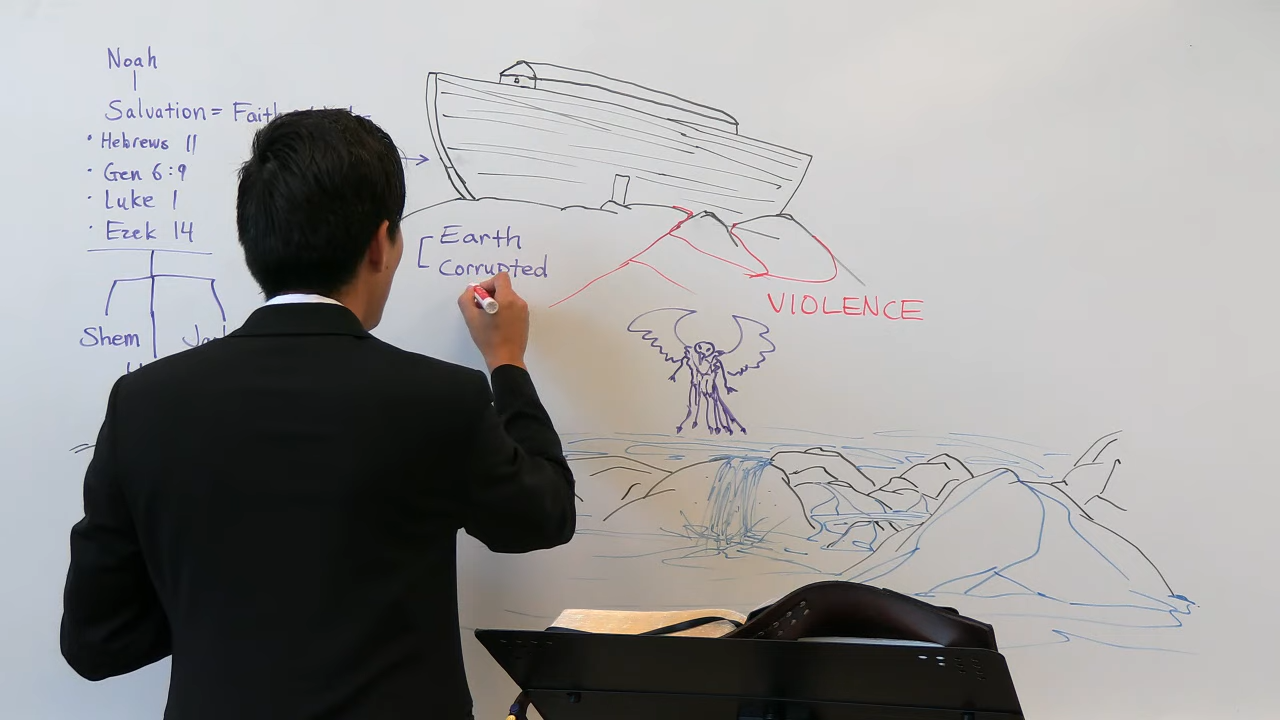 Noah
Salvation = Faith
• Hebrews 11
• Gen 6:9
• Luke 1
• Ezek 14
Shem
Earth
Corrupted
VIOLENCE